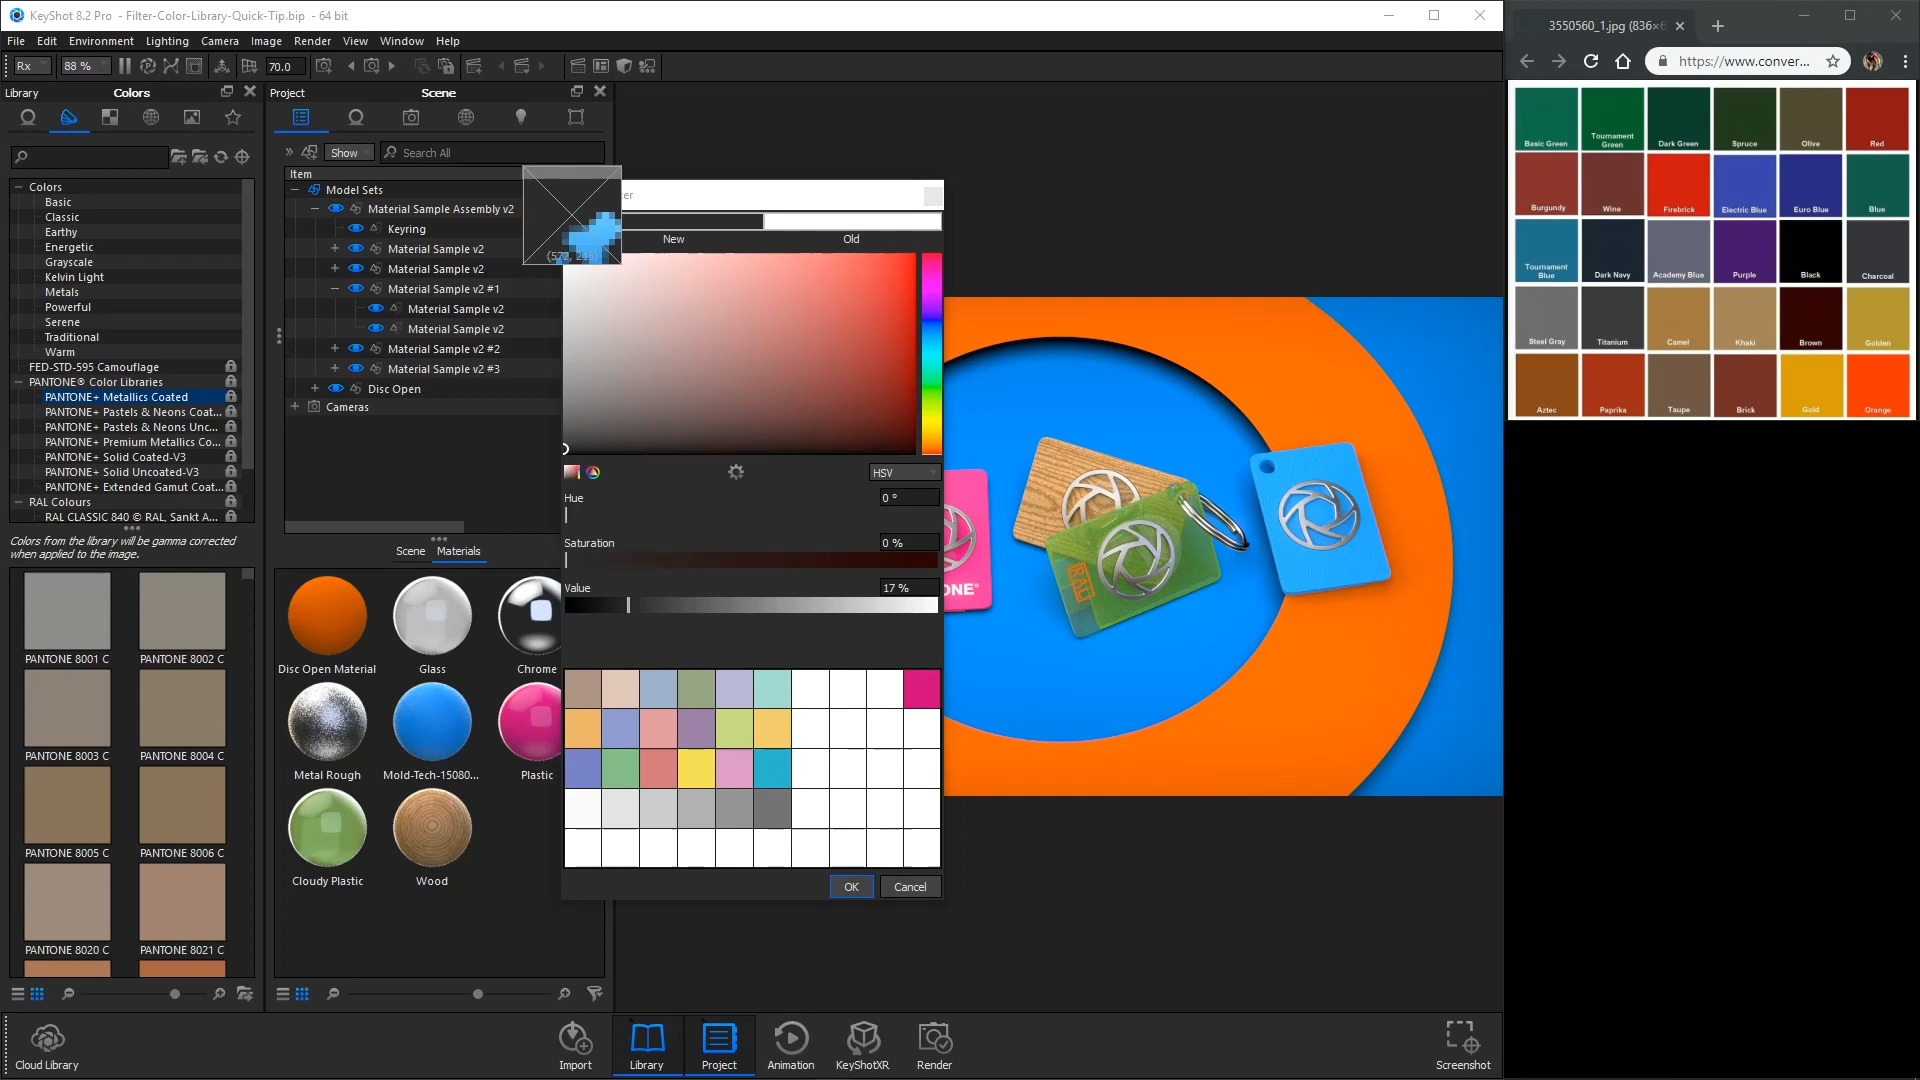 KeyShot 8.2 Pro - Filter-Color-Library-Quick-Tip.bip - 64 bit
File Edit Environment Lighting Camera Image Render View Window Help
Rx 88 % 70.0
Library Colors
Colors
Basic
Classic
Earthy
Energetic
Grayscale
Kelvin Light
Metals
Powerful
Serene
Traditional
Warm
FED-STD-595 Camouflage
PANTONE® Color Libraries
PANTONE+ Metallics Coated
PANTONE+ Pastels & Neons Coat...
PANTONE+ Pastels & Neons Unc...
PANTONE+ Premium Metallics Co...
PANTONE+ Solid Coated-V3
PANTONE+ Solid Uncoated-V3
PANTONE+ Extended Gamut Coat...
RAL Colours
RAL CLASSIC 840 © RAL, Sankt A...
Colors from the library will be gamma corrected
when applied to the image.
PANTONE 8001 C PANTONE 8002 C
PANTONE 8003 C PANTONE 8004 C
PANTONE 8005 C PANTONE 8006 C
PANTONE 8020 C PANTONE 8021 C
Project Scene
Show Search All
Item
Model Sets
Material Sample Assembly v2
Keyring
Material Sample v2
Material Sample v2
Material Sample v2 #1
Material Sample v2
Material Sample v2
Material Sample v2 #2
Material Sample v2 #3
Disc Open
Cameras
Scene Materials
Disc Open Material Glass Chrome
Metal Rough Mold-Tech-15080... Plastic
Cloudy Plastic Wood
New Old
HSV
Hue 0 °
Saturation 0 %
Value 17 %
OK Cancel
ONE®
RAL
3550560_1.jpg (836×6
https://www.conver...
Basic Green Tournament Green Dark Green Spruce Olive Red
Burgundy Wine Firebrick Electric Blue Euro Blue Blue
Tournament Blue Dark Navy Academy Blue Purple Black Charcoal
Steel Gray Titanium Camel Khaki Brown Golden
Aztec Paprika Taupe Brick Gold Orange
Cloud Library Import Library Project Animation KeyShotXR Render Screenshot